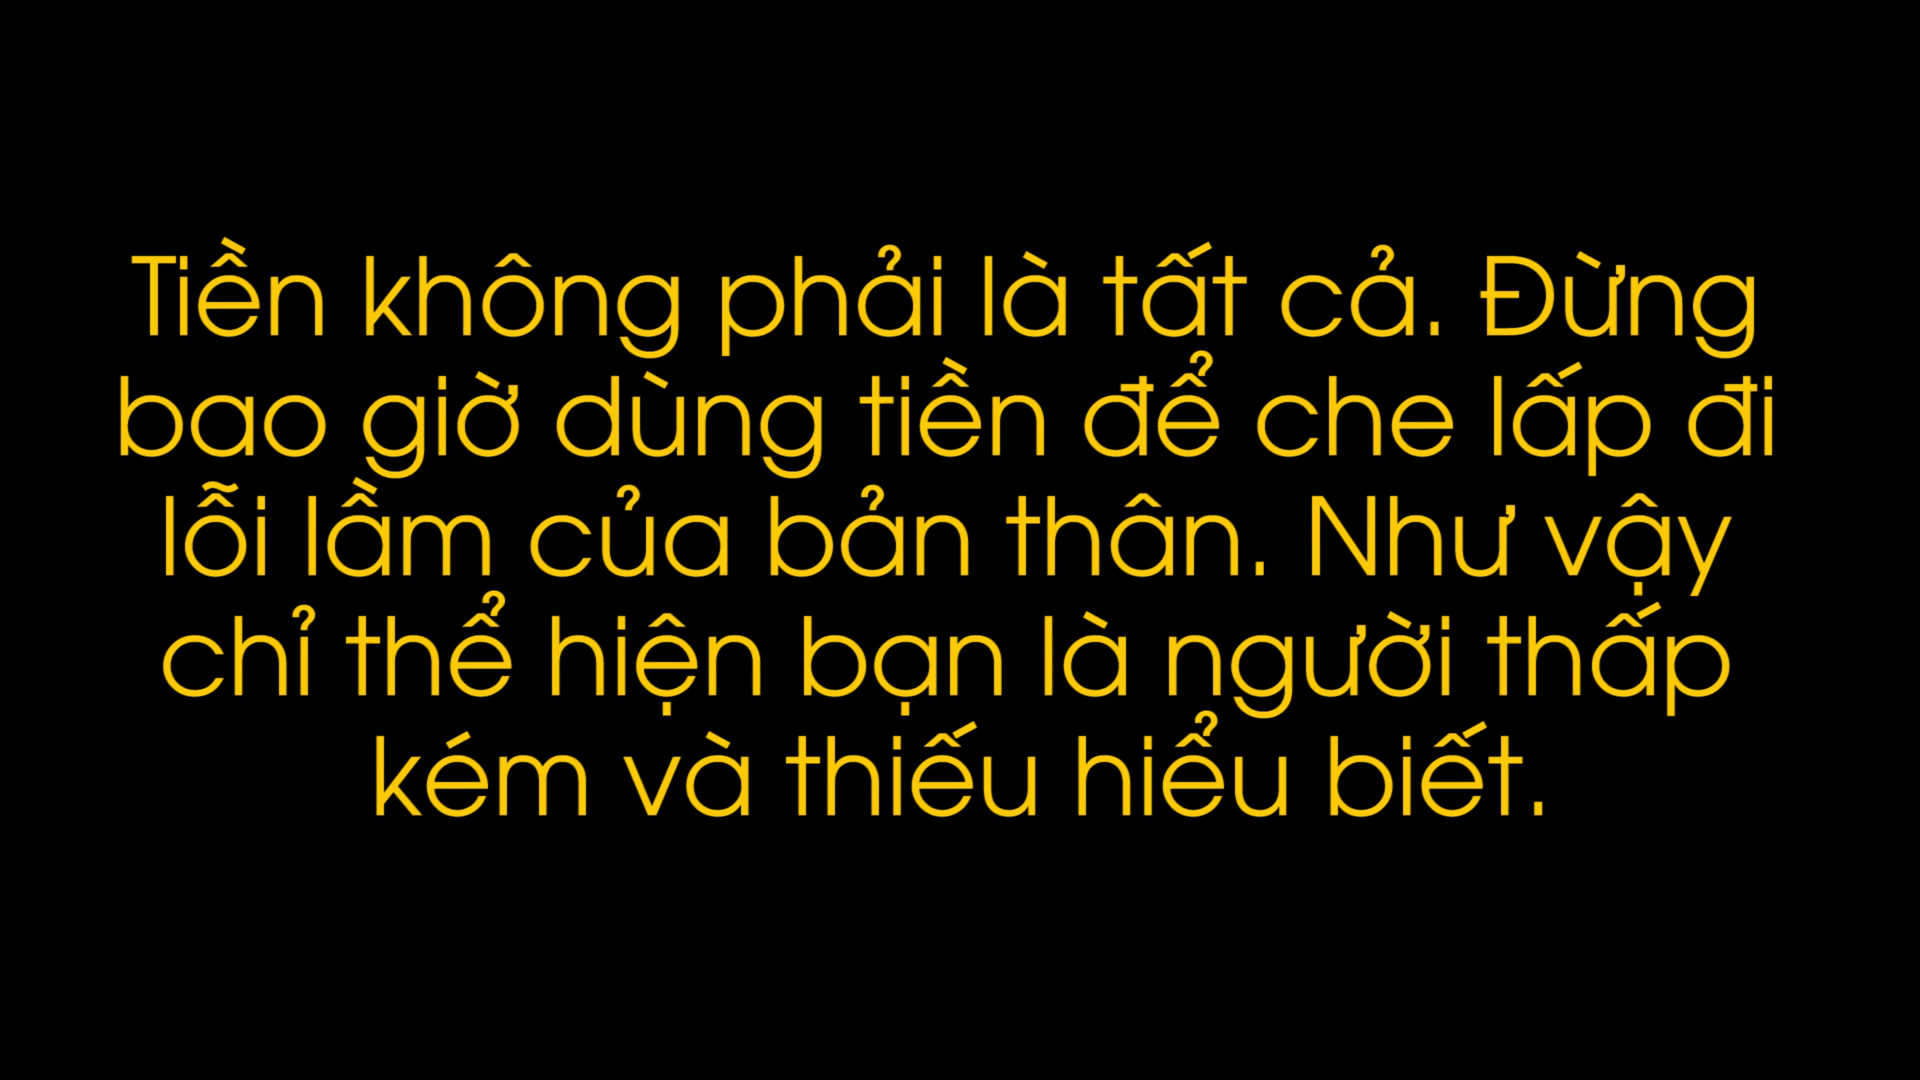 Tiền không phải là tất cả. Đừng
bao giờ dùng tiền để che lấp đi
lỗi lầm của bản thân. Như vậy
chỉ thể hiện bạn là người thấp
kém và thiếu hiểu biết.